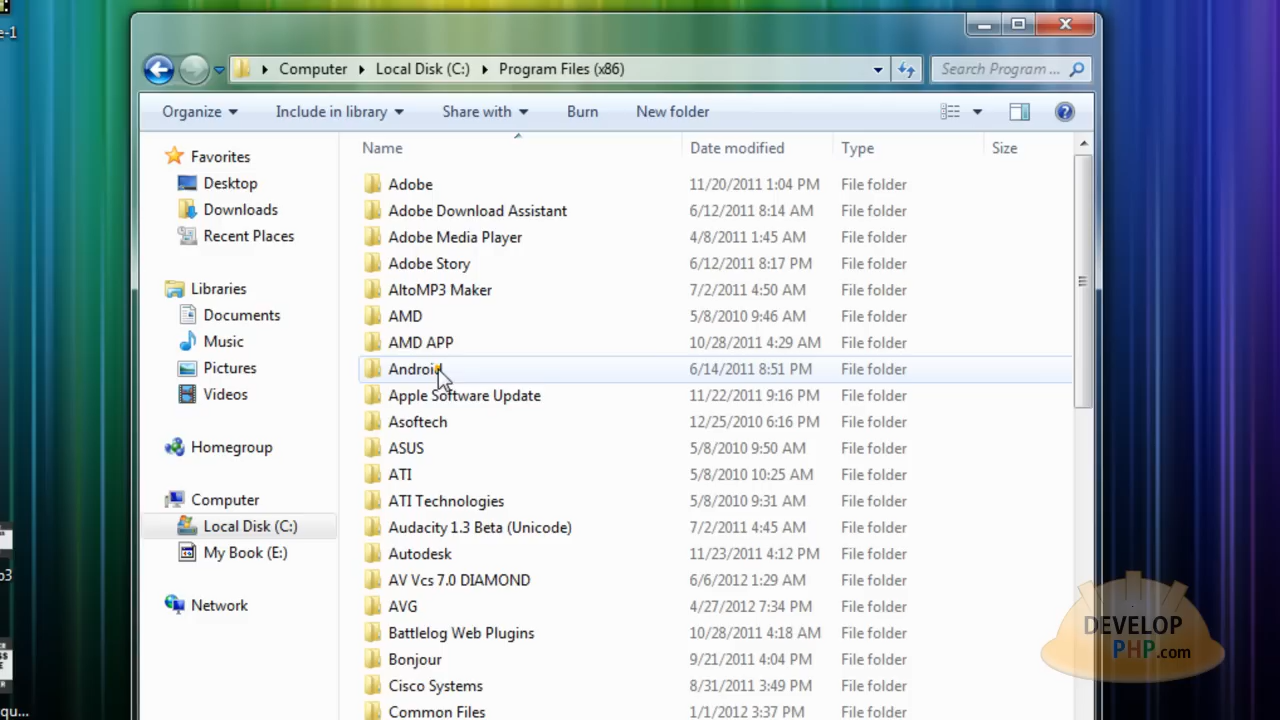 e-1
Computer Local Disk (C:) Program Files (x86) Search Program ...
Organize Include in library Share with Burn New folder
Name Date modified Type Size
Favorites
Desktop
Downloads
Recent Places
Libraries
Documents
Music
Pictures
Videos
Homegroup
Computer
Local Disk (C:)
My Book (E:)
Network
Adobe 11/20/2011 1:04 PM File folder
Adobe Download Assistant 6/12/2011 8:14 AM File folder
Adobe Media Player 4/8/2011 1:45 AM File folder
Adobe Story 6/12/2011 8:17 PM File folder
AltoMP3 Maker 7/2/2011 4:50 AM File folder
AMD 5/8/2010 9:46 AM File folder
AMD APP 10/28/2011 4:29 AM File folder
Android 6/14/2011 8:51 PM File folder
Apple Software Update 11/22/2011 9:16 PM File folder
Asoftech 12/25/2010 6:16 PM File folder
ASUS 5/8/2010 9:50 AM File folder
ATI 5/8/2010 10:25 AM File folder
ATI Technologies 5/8/2010 9:31 AM File folder
Audacity 1.3 Beta (Unicode) 7/2/2011 4:45 AM File folder
Autodesk 11/23/2011 4:12 PM File folder
AV Vcs 7.0 DIAMOND 6/6/2012 1:29 AM File folder
AVG 4/27/2012 7:34 PM File folder
Battlelog Web Plugins 10/28/2011 4:18 AM File folder
Bonjour 9/21/2011 4:04 PM File folder
Cisco Systems 8/31/2011 3:49 PM File folder
Common Files 1/1/2012 3:37 PM File folder
p3
qu...
DEVELOP
PHP.com